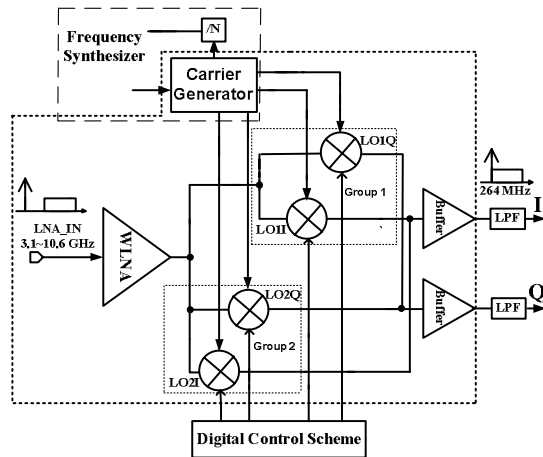 Frequency
Synthesizer
/N
Carrier
Generator
LO1Q
Group 1
LO1I
264 MHz
I
Buffer
LPF
LNA_IN
3,1~10,6 GHz
WLNA
LO2Q
Group 2
LO2I
Buffer
LPF
Q
Digital Control Scheme